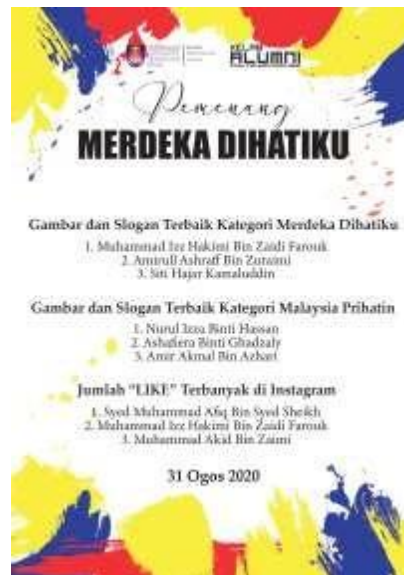 KELAB
ALUMNI
Pemenang
MERDEKA DIHATIKU
Gambar dan Slogan Terbaik Kategori Merdeka Dihatiku
1. Muhammad Izz Hakimi Bin Zaidi Farouk
2. Amirull Ashraff Bin Zuraimi
3. Siti Hajar Kamaluddin
Gambar dan Slogan Terbaik Kategori Malaysia Prihatin
1. Nurul Izza Binti Hassan
2. Ashafiera Binti Ghadzaly
3. Amir Akmal Bin Azhari
Jumlah "LIKE" Terbanyak di Instagram
1. Syed Muhammad Afiq Bin Syed Sheikh
2. Muhammad Izz Hakimi Bin Zaidi Farouk
3. Muhammad Akid Bin Zaimi
31 Ogos 2020